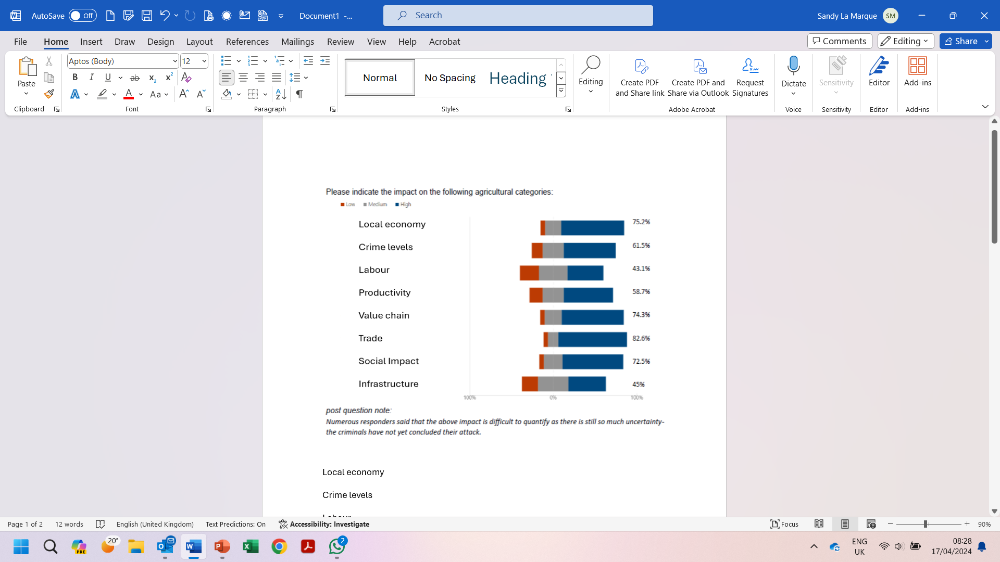 AutoSave Off Document1 -... Search Sandy La Marque SM
File Home Insert Draw Design Layout References Mailings Review View Help Acrobat Comments Editing Share
Paste Aptos (Body) 12 Normal No Spacing Heading Editing Create PDF and Share link Create PDF and Share via Outlook Request Signatures Dictate Sensitivity Editor Add-ins
Clipboard Font Paragraph Styles Adobe Acrobat Voice Sensitivity Editor Add-ins
Please indicate the impact on the following agricultural categories:
Low Medium High
Local economy 75.2%
Crime levels 61.5%
Labour 43.1%
Productivity 58.7%
Value chain 74.3%
Trade 82.6%
Social Impact 72.5%
Infrastructure 45%
100% 0% 100%
post question note:
Numerous responders said that the above impact is difficult to quantify as there is still so much uncertainty-
the criminals have not yet concluded their attack.
Local economy
Crime levels
Labour
Page 1 of 2 12 words English (United Kingdom) Text Predictions: On Accessibility: Investigate Focus 90%
PRE 20° 2 ENG UK 08:28 17/04/2024